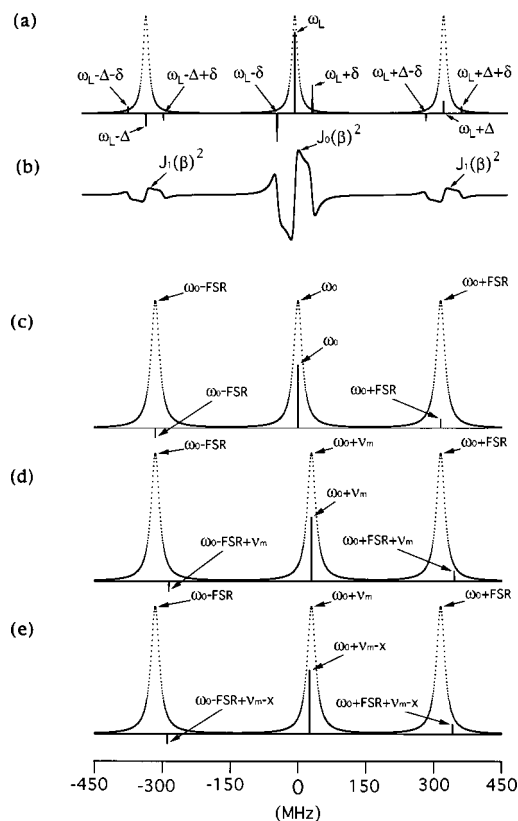 (a)
ωL
ωL-Δ-δ
ωL-Δ+δ
ωL-δ
ωL+δ
ωL+Δ-δ
ωL+Δ+δ
ωL-Δ
ωL+Δ
(b)
J₁(β)²
J₀(β)²
J₁(β)²
(c)
ω₀-FSR
ω₀
ω₀+FSR
ω₀
ω₀-FSR
ω₀+FSR
(d)
ω₀-FSR
ω₀+νm
ω₀+FSR
ω₀+νm
ω₀-FSR+νm
ω₀+FSR+νm
(e)
ω₀-FSR
ω₀+νm
ω₀+FSR
ω₀+νm-x
ω₀-FSR+νm-x
ω₀+FSR+νm-x
-450 -300 -150 0 150 300 450
(MHz)